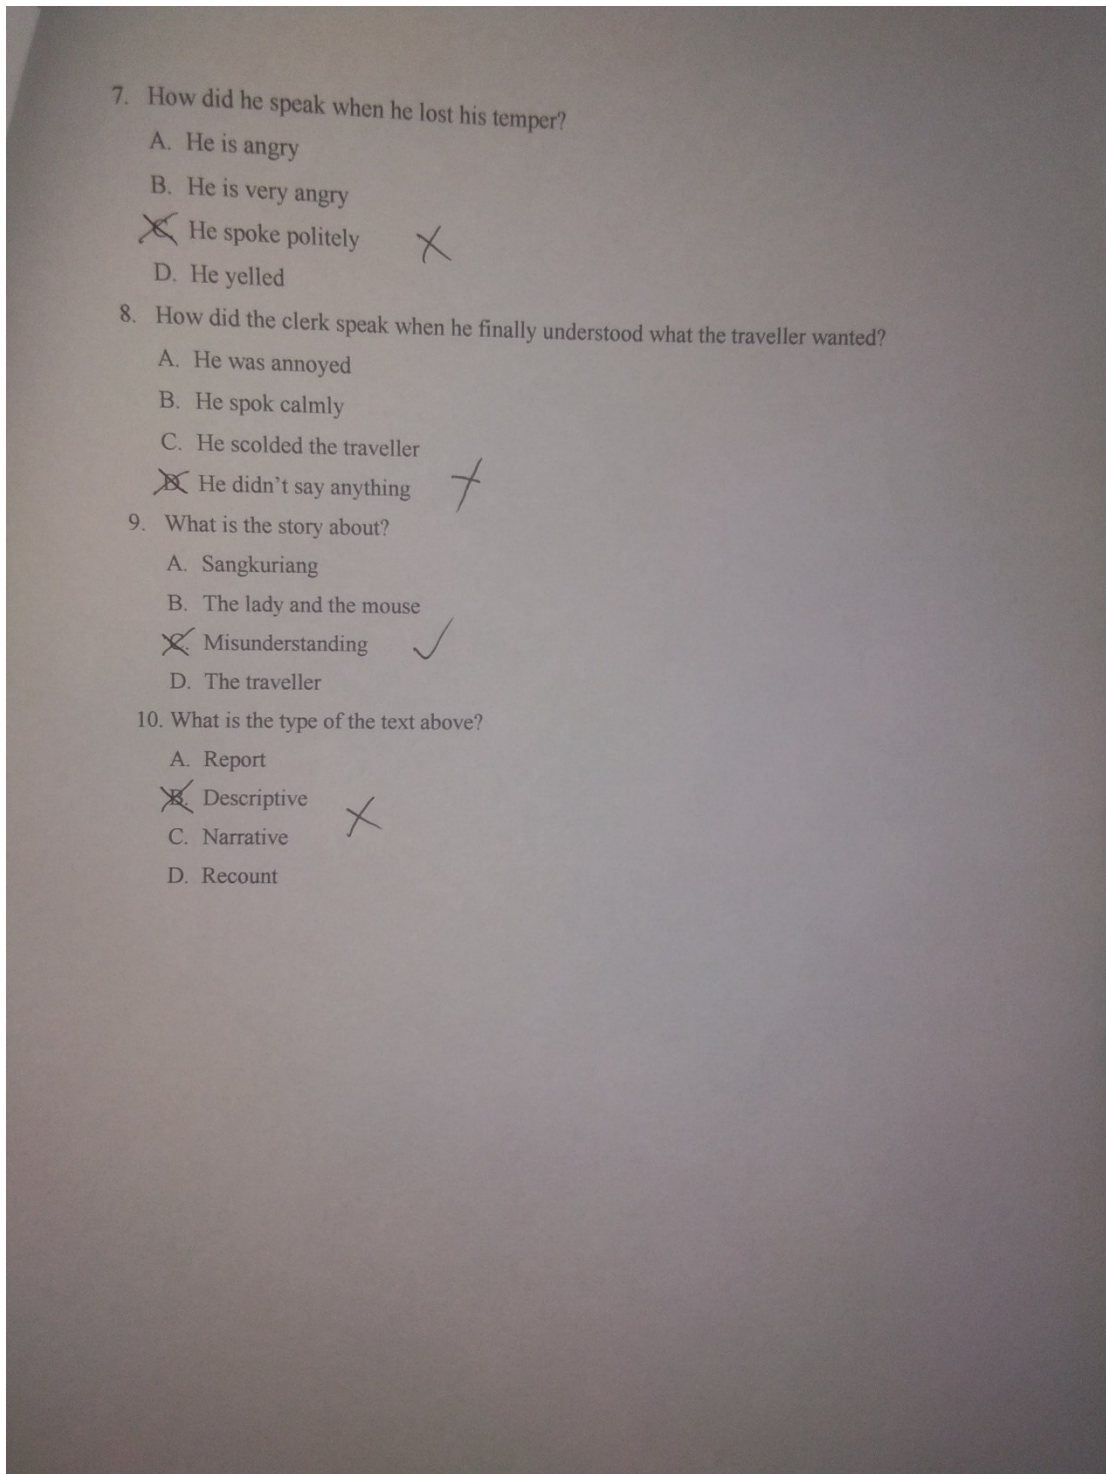 7. How did he speak when he lost his temper?
A. He is angry
B. He is very angry
C. He spoke politely
D. He yelled
8. How did the clerk speak when he finally understood what the traveller wanted?
A. He was annoyed
B. He spok calmly
C. He scolded the traveller
D. He didn't say anything
9. What is the story about?
A. Sangkuriang
B. The lady and the mouse
C. Misunderstanding
D. The traveller
10. What is the type of the text above?
A. Report
B. Descriptive
C. Narrative
D. Recount